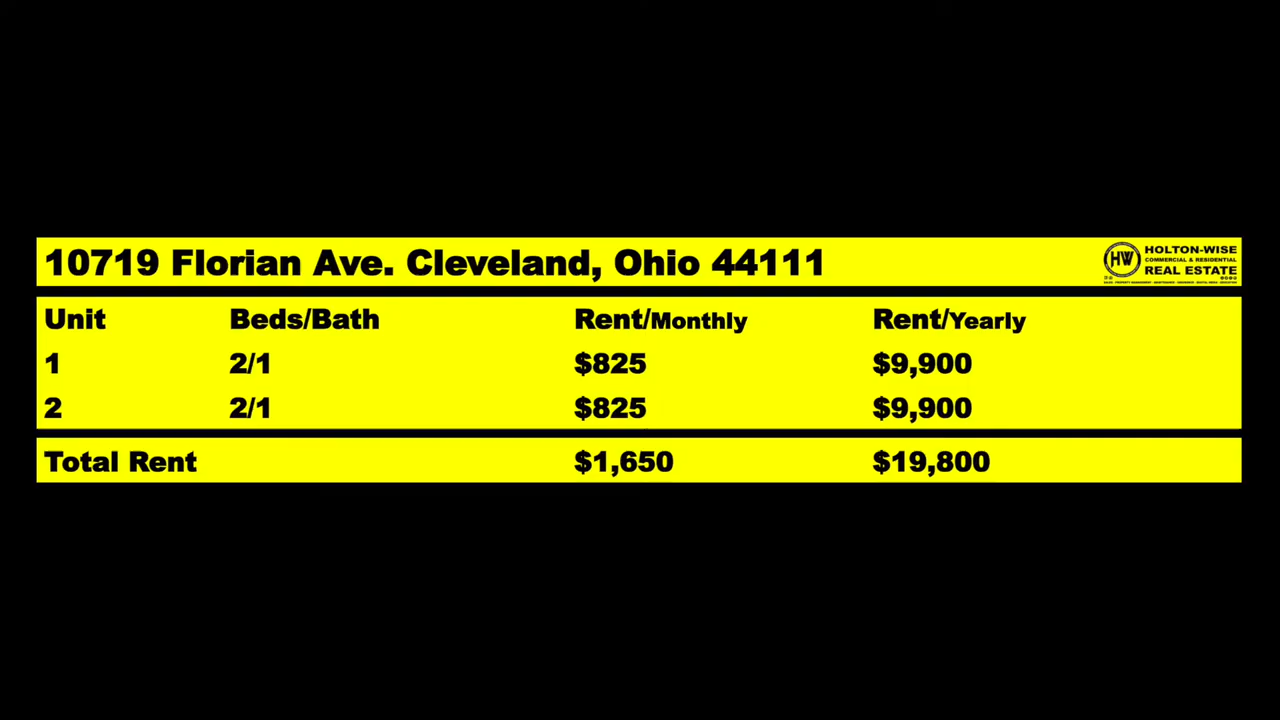 10719 Florian Ave. Cleveland, Ohio 44111
HW
HOLTON-WISE
COMMERCIAL & RESIDENTIAL
REAL ESTATE
Unit Beds/Bath Rent/Monthly Rent/Yearly
1 2/1 $825 $9,900
2 2/1 $825 $9,900
Total Rent $1,650 $19,800